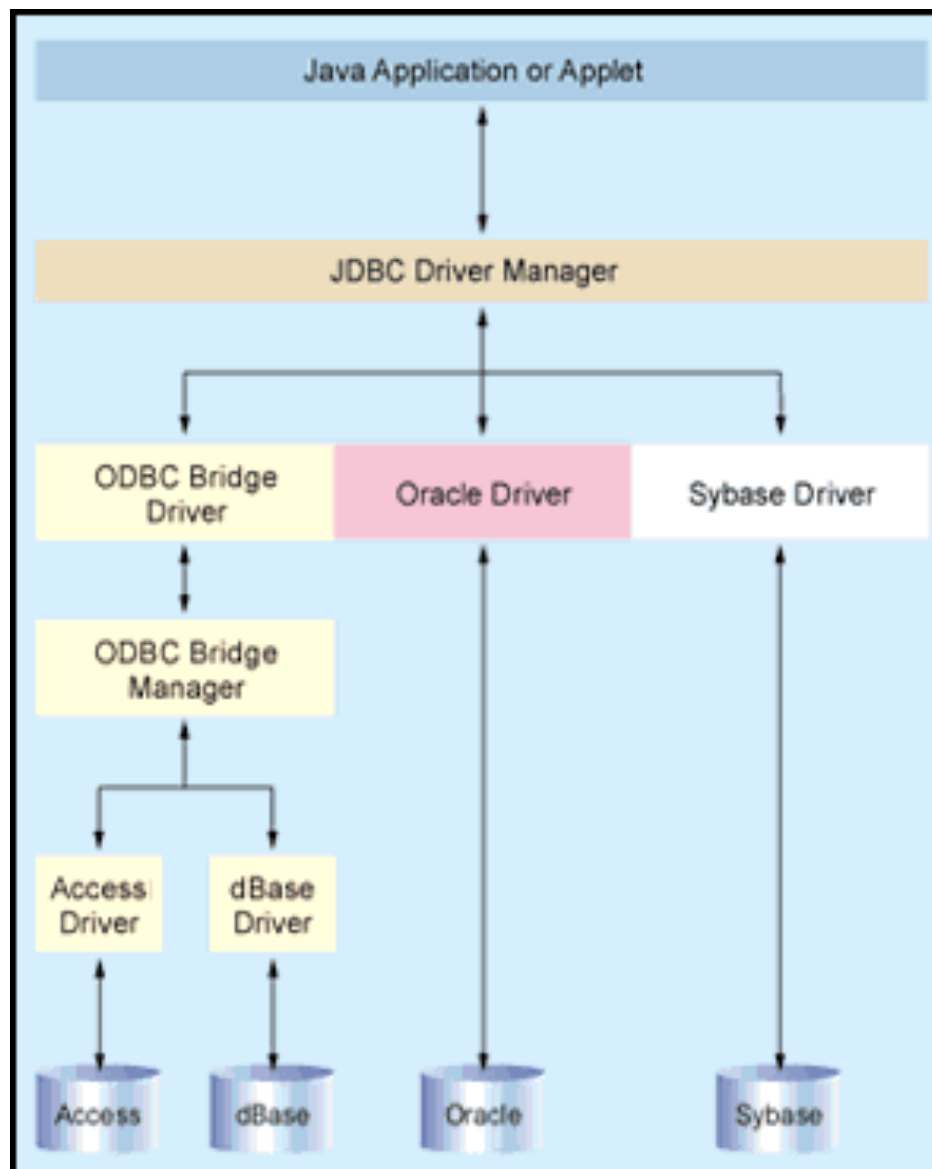 Java Application or Applet
JDBC Driver Manager
ODBC Bridge
Driver
Oracle Driver
Sybase Driver
ODBC Bridge
Manager
Access
Driver
dBase
Driver
Access
dBase
Oracle
Sybase